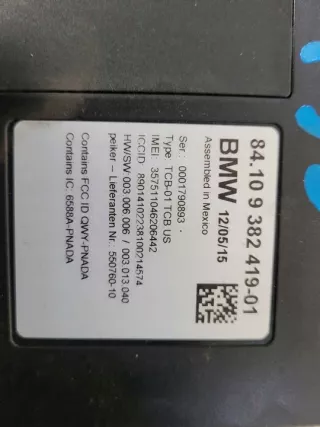 84.10 9 382 419-01
BMW 12/05/15
Assembled in Mexico
Ser.: 0001790893 -
Type: TCB-01 TCB US
IMEI: 357511046206442
ICCID: 89014102238100214574
HW/SW 003 006 006 / 003 013 040
peiker – Lieferanten Nr. 550760-10
Contains FCC ID QWY-PNADA
Contains IC: 6588A-PNADA